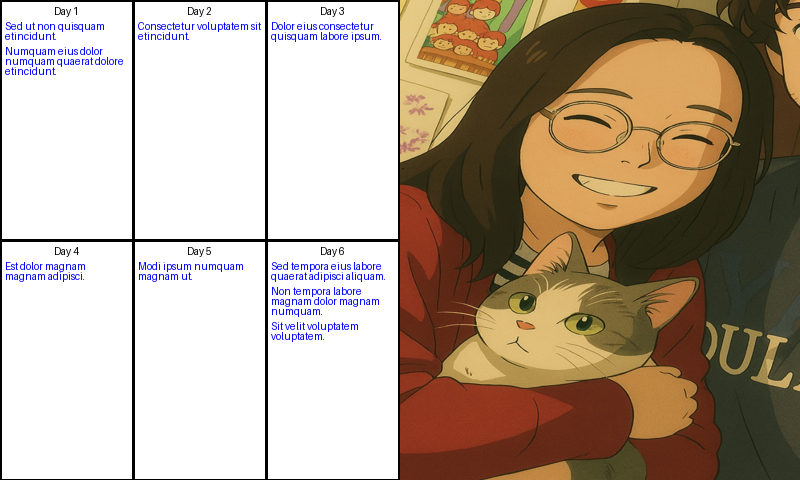 Day 1
Sed ut non quisquam
etincidunt.
Numquam eius dolor
numquam quaerat dolore
etincidunt.
Day 2
Consectetur voluptatem sit
etincidunt.
Day 3
Dolor eius consectetur
quisquam labore ipsum.
Day 4
Est dolor magnam
magnam adipisci.
Day 5
Modi ipsum numquam
magnam ut.
Day 6
Sed tempora eius labore
quaerat adipisci aliquam.
Non tempora labore
magnam dolor magnam
numquam.
Sit velit voluptatem
voluptatem.
OUL